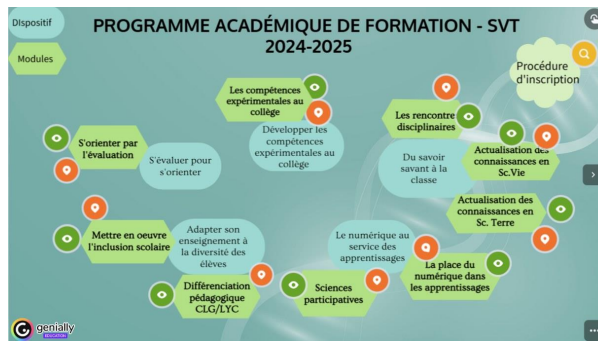 DIspositif
PROGRAMME ACADÉMIQUE DE FORMATION - SVT
2024-2025
Modules
Procédure
d'inscription
Les compétences
expérimentales au
collège
Développer les
compétences
expérimentales au
collège
Les rencontre
disciplinaires
Actualisation des
connaissances en
Sc.Vie
Du savoir
savant à la
classe
S'orienter par
l'évaluation
S'évaluer pour
s'orienter
Actualisation des
connaissances en
Sc. Terre
Mettre en oeuvre
l'inclusion scolaire
Adapter son
enseignement à
la diversité des
élèves
Le numérique au
service des
apprentissages
La place du
numérique dans
les apprentissages
Différenciation
pédagogique
CLG/LYC
Sciences
participatives
genially
EDUCATION